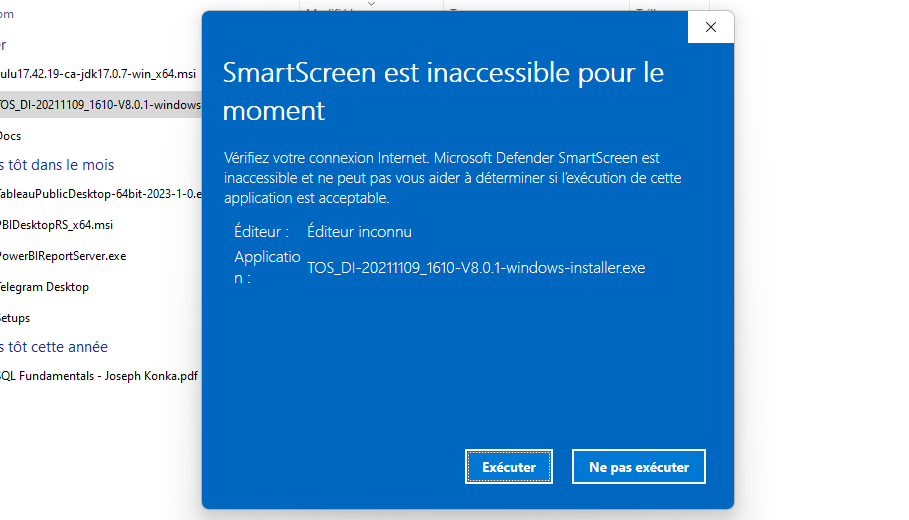 om
SmartScreen est inaccessible pour le
moment
Vérifiez votre connexion Internet. Microsoft Defender SmartScreen est
inaccessible et ne peut pas vous aider à déterminer si l'exécution de cette
application est acceptable.
Éditeur :
Éditeur inconnu
Applicatio
n :
TOS_DI-20211109_1610-V8.0.1-windows-installer.exe
Exécuter
Ne pas exécuter
er
ulu17.42.19-ca-jdk17.0.7-win_x64.msi
TOS_DI-20211109_1610-V8.0.1-windows
Docs
s tôt dans le mois
TableauPublicDesktop-64bit-2023-1-0.e
PBIDesktopRS_x64.msi
PowerBIReportServer.exe
Telegram Desktop
Setups
s tôt cette année
SQL Fundamentals - Joseph Konka.pdf